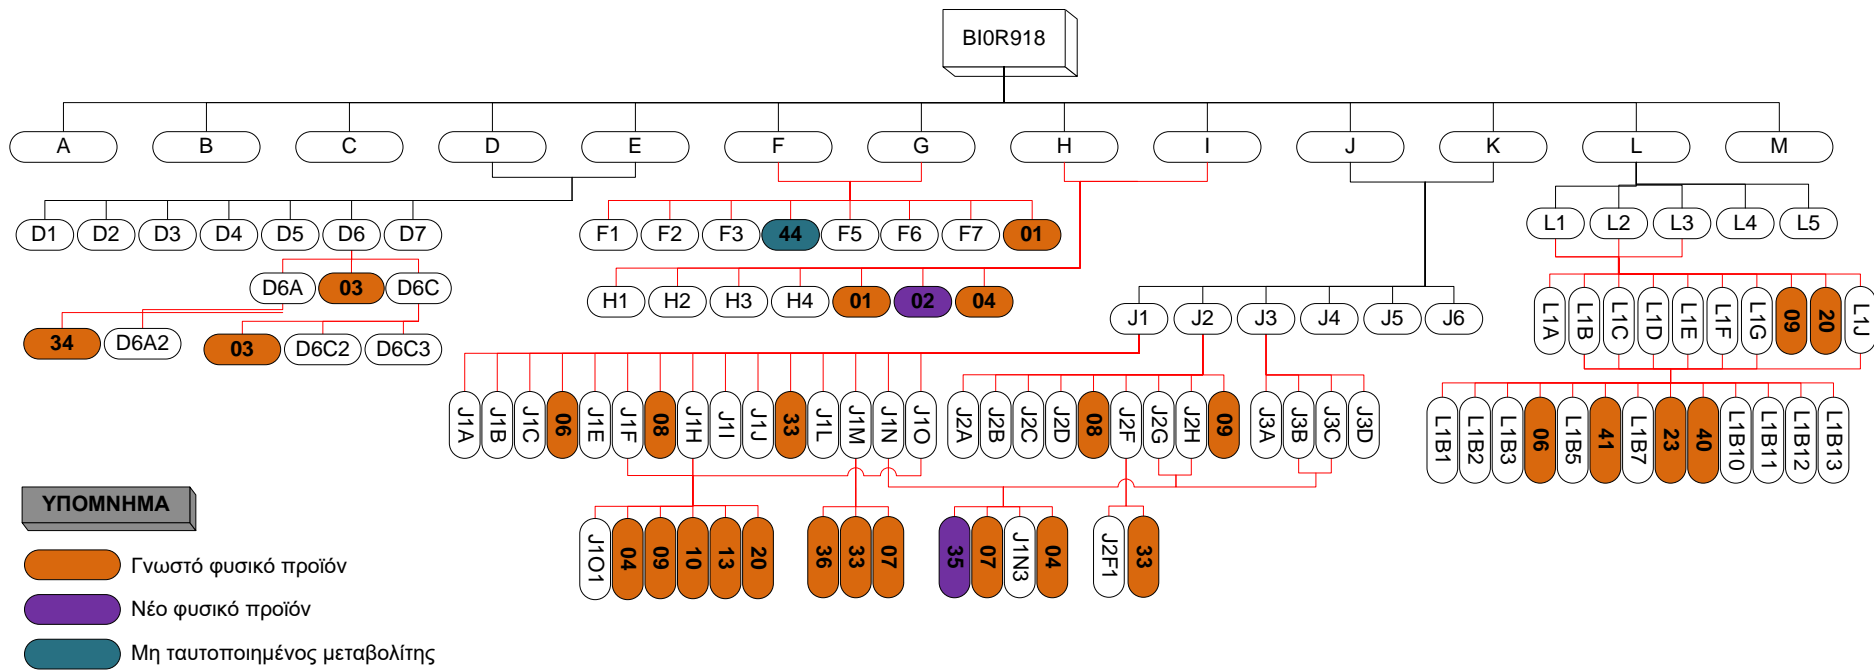 BI0R918
A B C D E F G H I J K L M
D1 D2 D3 D4 D5 D6 D7
F1 F2 F3 44 F5 F6 F7 01
L1 L2 L3 L4 L5
D6A 03 D6C
H1 H2 H3 H4 01 02 04
J1 J2 J3 J4 J5 J6
L1A L1B L1C L1D L1E L1F L1G 09 20 L1J
34 D6A2 03 D6C2 D6C3
J1A J1B J1C 06 J1E J1F 08 J1H J1I J1J 33 J1L J1M J1N J1O
J2A J2B J2C J2D 08 J2F J2G J2H 09
J3A J3B J3C J3D
L1B1 L1B2 L1B3 06 L1B5 41 L1B7 23 40 L1B10 L1B11 L1B12 L1B13
J1O1 04 09 10 13 20
36 33 07
35 07 J1N3 04
J2F1 33
ΥΠΟΜΝΗΜΑ
Γνωστό φυσικό προϊόν
Νέο φυσικό προϊόν
Μη ταυτοποιημένος μεταβολίτης